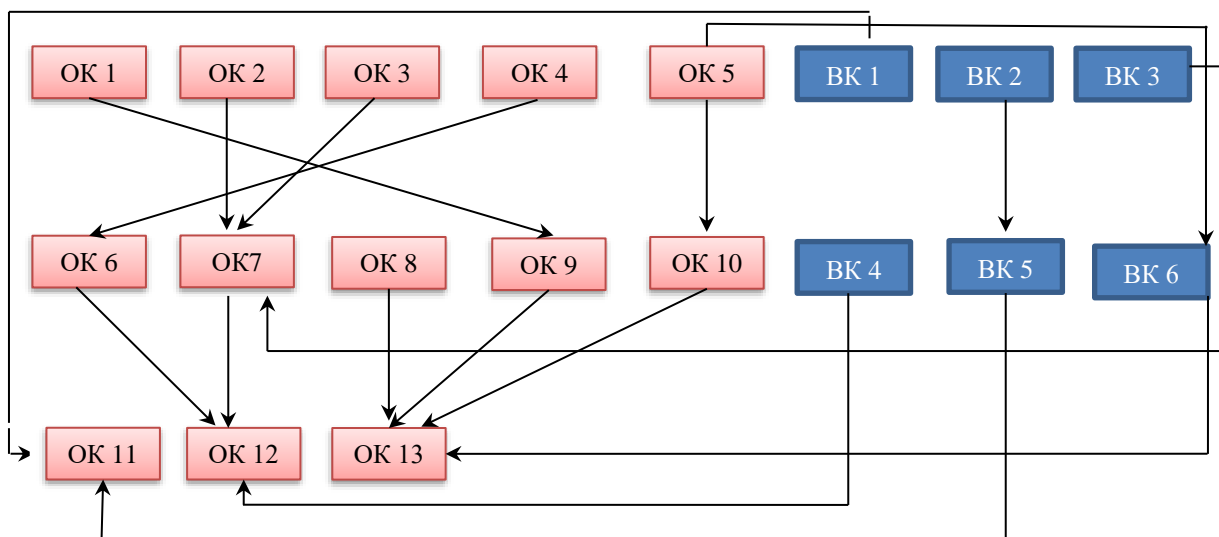 ОК 1
ОК 2
ОК 3
ОК 4
ОК 5
ВК 1
ВК 2
ВК 3
ОК 6
ОК7
ОК 8
ОК 9
ОК 10
ВК 4
ВК 5
ВК 6
ОК 11
ОК 12
ОК 13